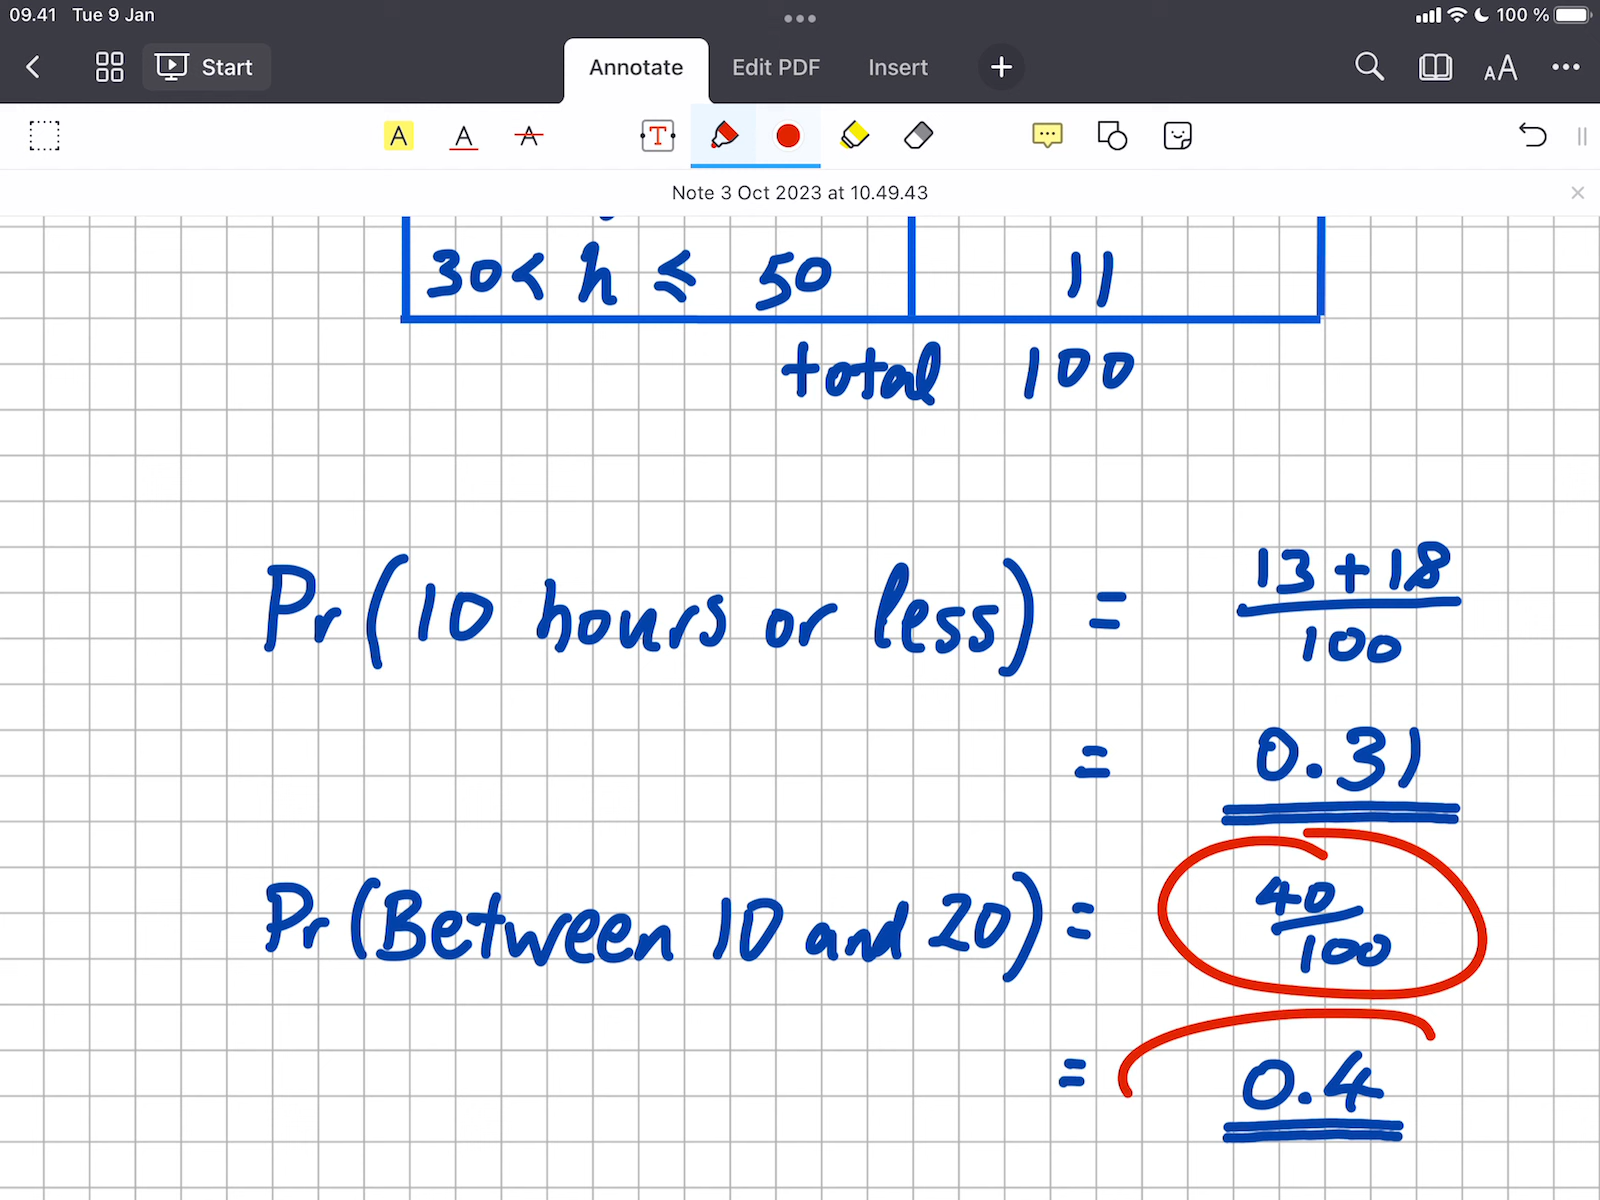 09.41 Tue 9 Jan 100 %
Start Annotate Edit PDF Insert
Note 3 Oct 2023 at 10.49.43
30 < h ≤ 50 11
total 100
Pr (10 hours or less) = 13 + 18 / 100
= 0.31
Pr (Between 10 and 20) = 40/100
= 0.4